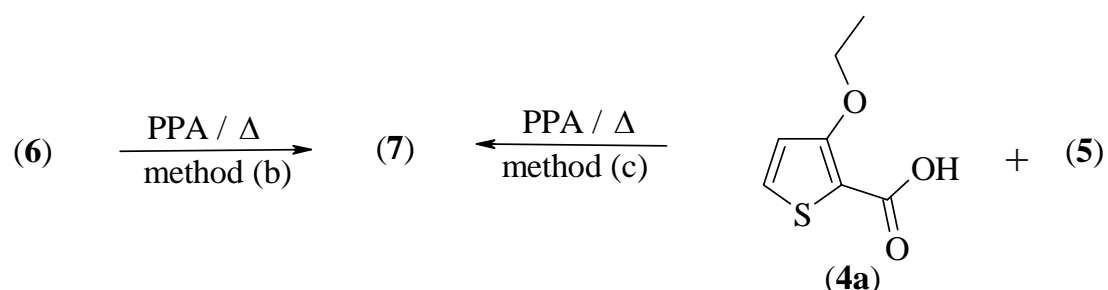 (6)
PPA / Δ
method (b)
(7)
PPA / Δ
method (c)
O
OH
S
O
(4a)
+
(5)